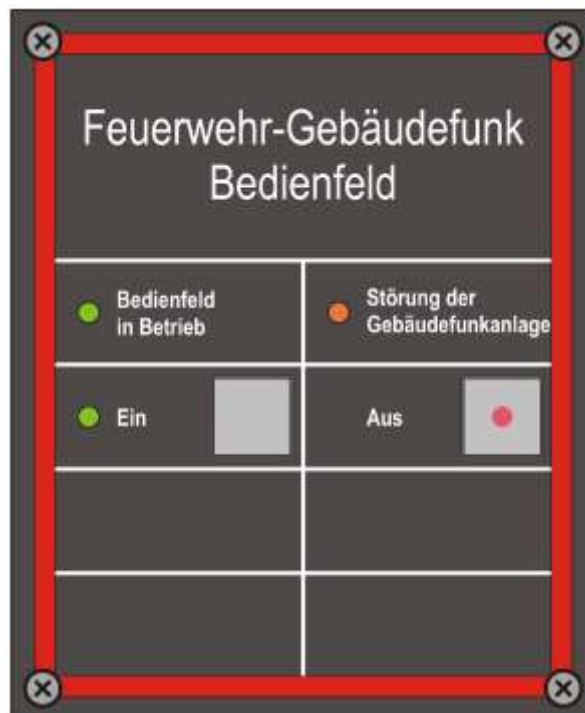 Feuerwehr-Gebäudefunk
Bedienfeld
Bedienfeld
in Betrieb
Störung der
Gebäudefunkanlage
Ein
Aus